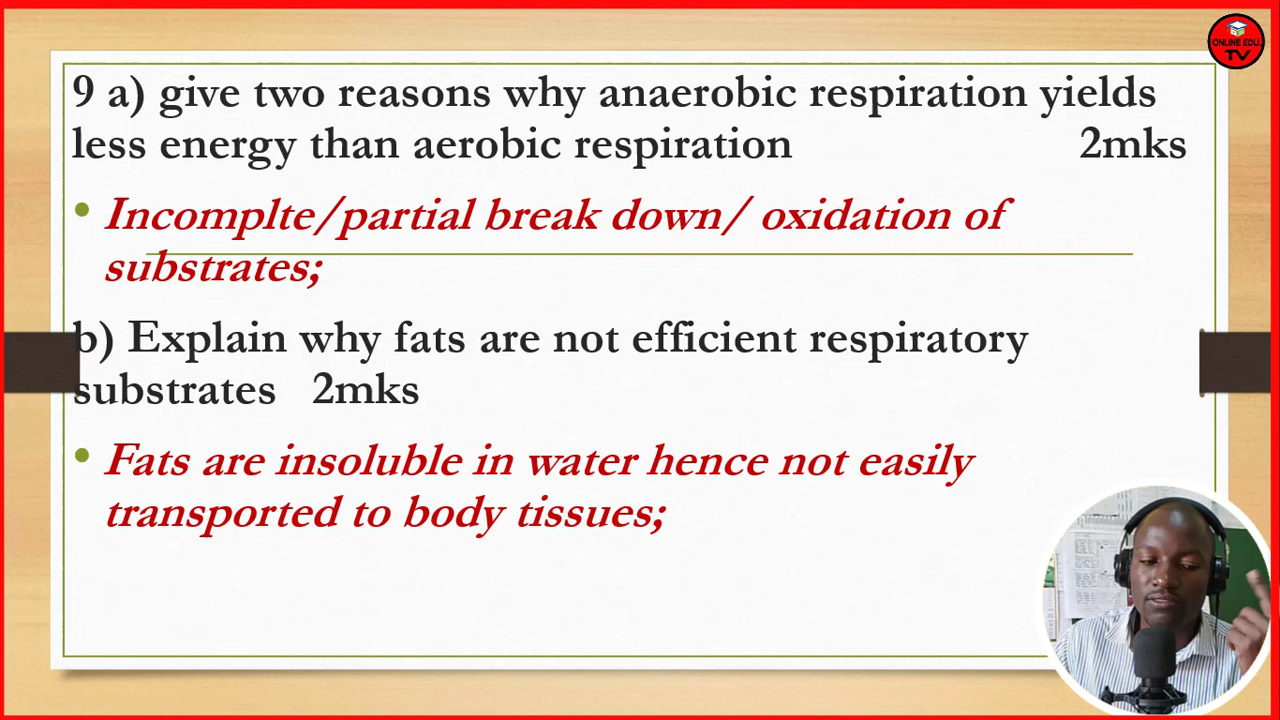 ONLINE EDU.
TV
9 a) give two reasons why anaerobic respiration yields
less energy than aerobic respiration 2mks
• Incomplte/partial break down/ oxidation of
substrates;
b) Explain why fats are not efficient respiratory
substrates 2mks
• Fats are insoluble in water hence not easily
transported to body tissues;